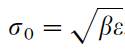 σ₀ = √βε